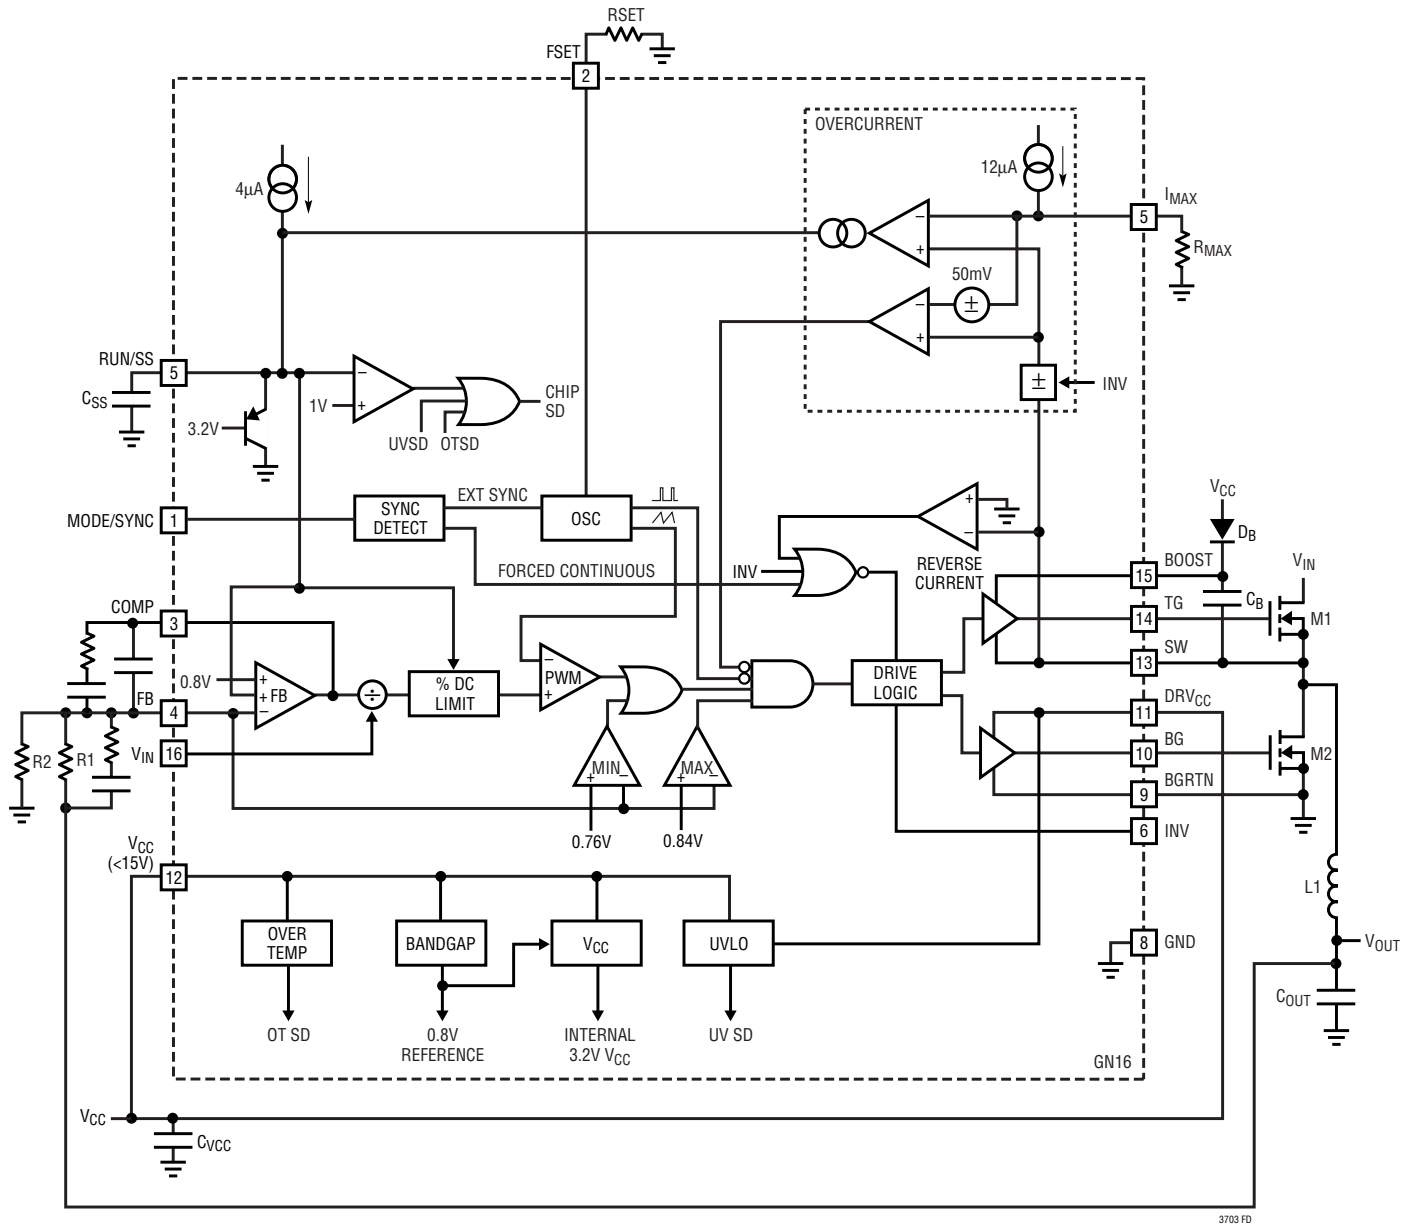 RSET
FSET
2
OVERCURRENT
4µA
12µA
IMAX
5
RMAX
−
+
50mV
±
−
+
RUN/SS
5
CSS
−
1V
+
CHIP
SD
UVSD
OTSD
3.2V
±
INV
MODE/SYNC
1
SYNC
DETECT
EXT SYNC
OSC
FORCED CONTINUOUS
INV
+
−
REVERSE
CURRENT
VCC
DB
BOOST
15
VIN
TG
14
CB
M1
SW
13
COMP
3
0.8V
+
+
FB
−
÷
% DC
LIMIT
−
PWM
+
DRIVE
LOGIC
FB
4
DRVCC
11
BG
10
M2
BGRTN
9
R2
R1
VIN
16
MIN
+
−
MAX
+
−
0.76V
0.84V
6
INV
VCC
(<15V)
12
OVER
TEMP
BANDGAP
VCC
UVLO
L1
8
GND
VOUT
COUT
OT SD
0.8V
REFERENCE
INTERNAL
3.2V VCC
UV SD
GN16
VCC
CVCC
3703 FD